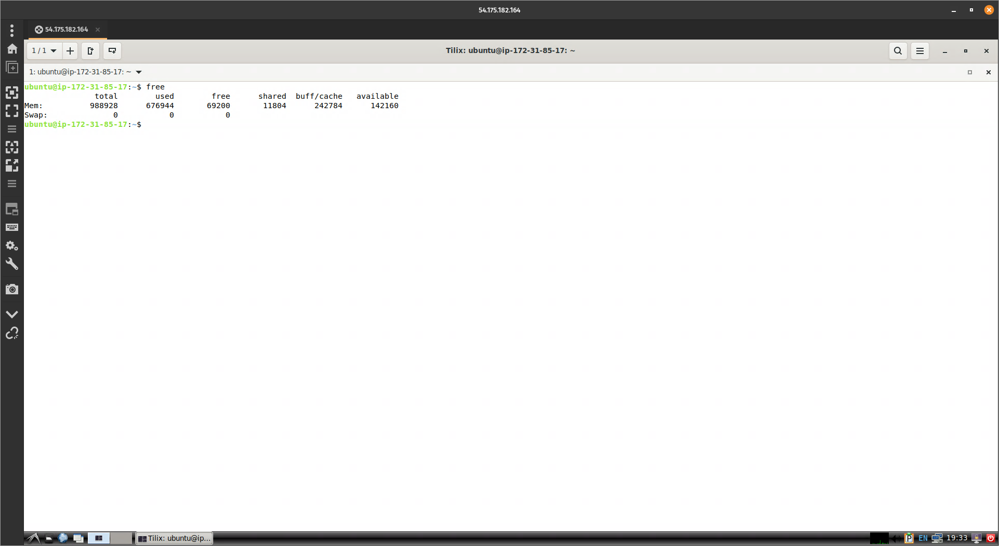 54.175.182.164
54.175.182.164
1 / 1
Tilix: ubuntu@ip-172-31-85-17: ~
1: ubuntu@ip-172-31-85-17: ~
ubuntu@ip-172-31-85-17:~$ free
total used free shared buff/cache available
Mem: 988928 676944 69200 11804 242784 142160
Swap: 0 0 0
ubuntu@ip-172-31-85-17:~$
Tilix: ubuntu@ip...
P EN 19:33